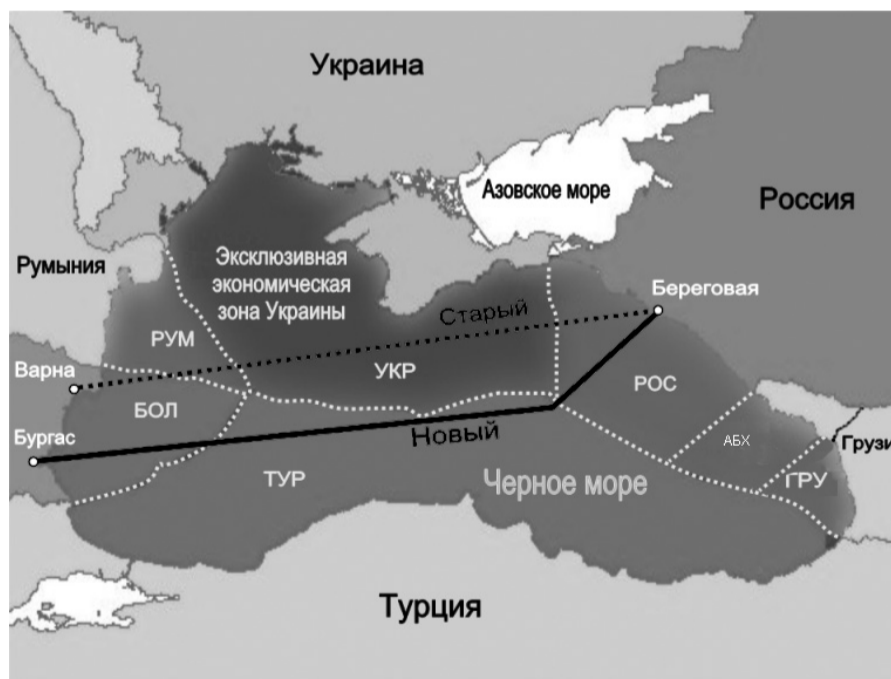 Украина
Азовское море
Россия
Румыния
Эксклюзивная
экономическая
зона Украины
Береговая
Старый
РУМ
Варна
УКР
РОС
БОЛ
Бургас
Новый
АБХ
Грузи
ТУР
Черное море
ГРУ
Турция